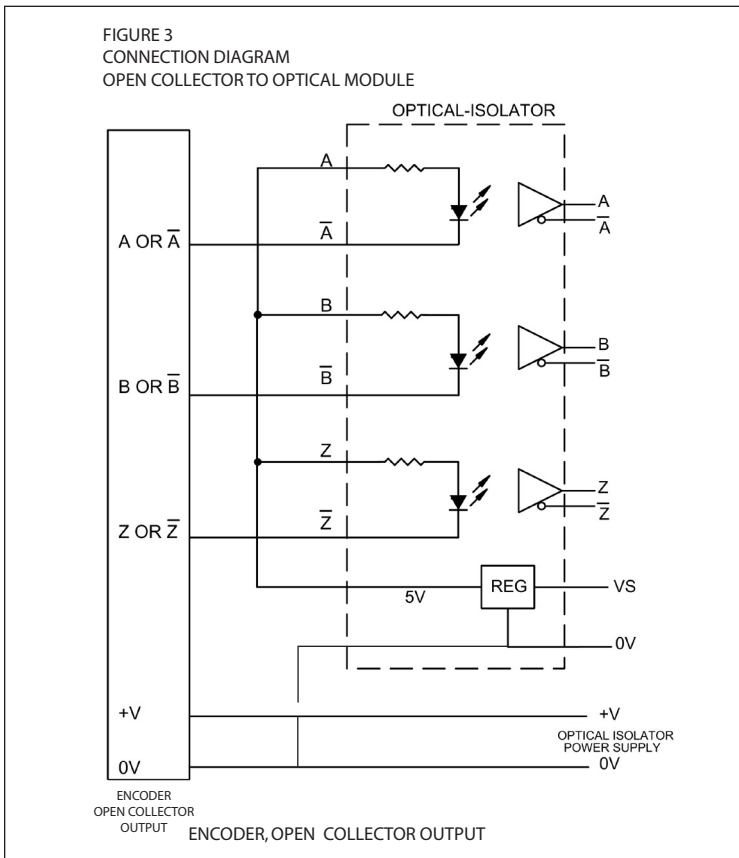 FIGURE 3
CONNECTION DIAGRAM
OPEN COLLECTOR TO OPTICAL MODULE
OPTICAL-ISOLATOR
A
A
A̅
A OR A̅
A̅
B
B
B̅
B OR B̅
B̅
Z
Z
Z̅
Z OR Z̅
Z̅
5V
REG
VS
0V
+V
+V
OPTICAL ISOLATOR
POWER SUPPLY
0V
0V
ENCODER
OPEN COLLECTOR
OUTPUT
ENCODER, OPEN COLLECTOR OUTPUT